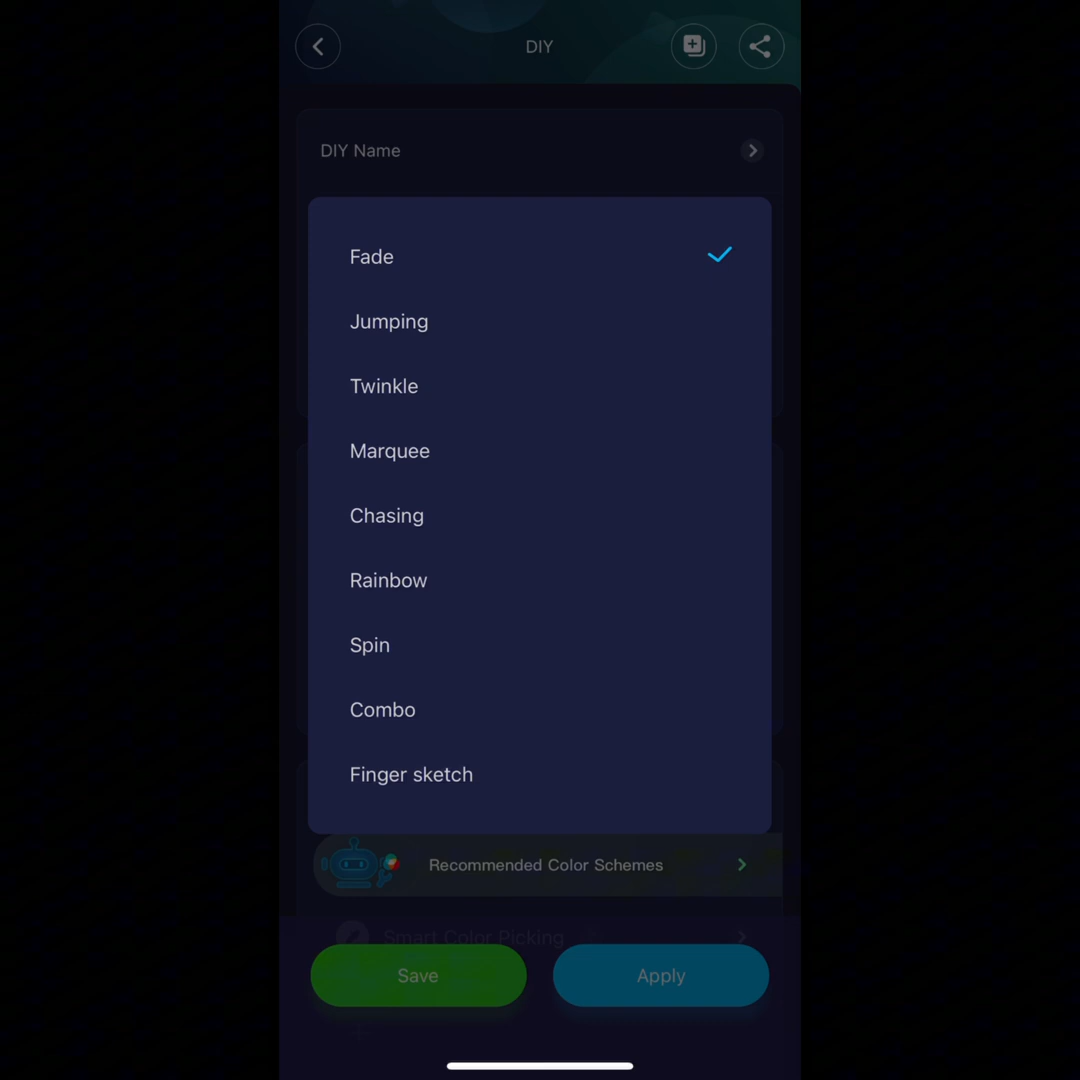 DIY
DIY Name
Fade
Jumping
Twinkle
Marquee
Chasing
Rainbow
Spin
Combo
Finger sketch
Recommended Color Schemes
Smart Color Picking
Save
Apply